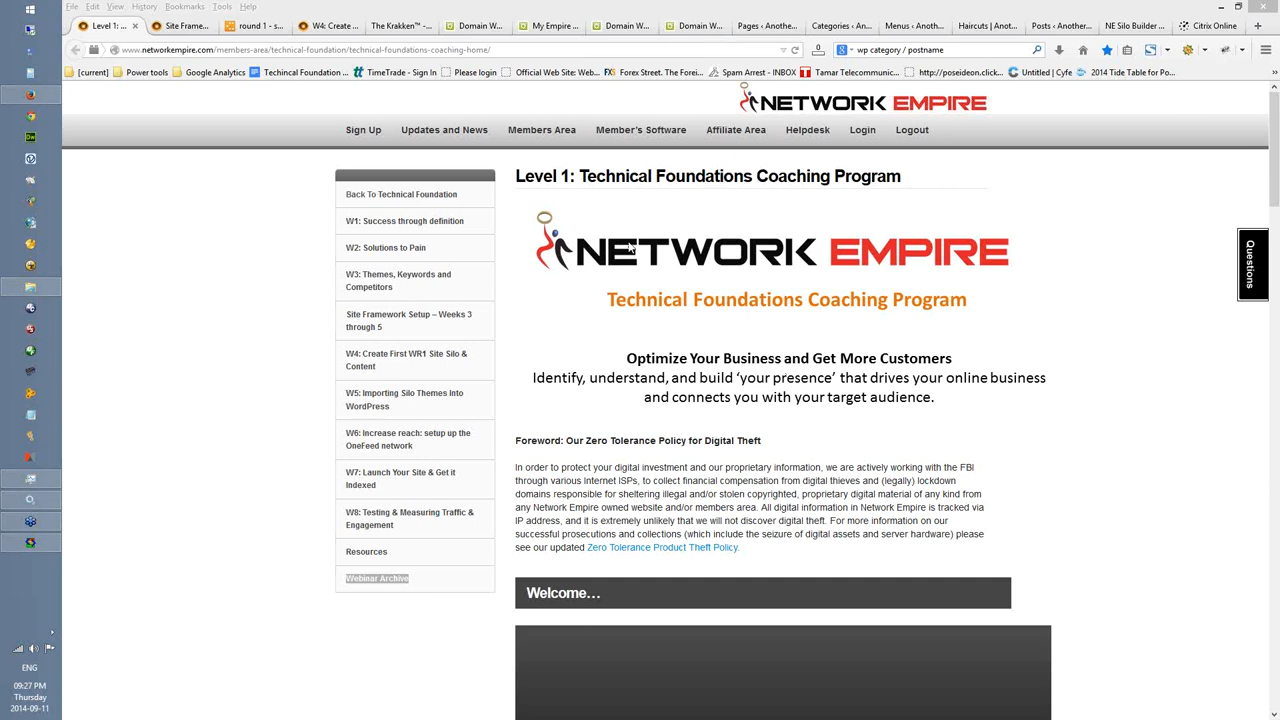 File Edit View History Bookmarks Tools Help
Level 1:... × Site Frame... round 1 - s... W4: Create ... The Krakken™ -... Domain W... My Empire ... Domain W... Domain W... Pages ‹ Ano... Categories ‹ An... Menus ‹ Anoth... Haircuts | Anot... Posts ‹ Another... NE Silo Builder ... Citrix Online
www.networkempire.com/members-area/technical-foundation/technical-foundations-coaching-home/ wp category / postname
[current] Power tools Google Analytics Techincal Foundation ... TimeTrade - Sign In Please login Official Web Site: Web... Forex Street. The Forei... Spam Arrest - INBOX Tamar Telecommunic... http://poseidon.click... Untitled | Cyfe 2014 Tide Table for Po...
NETWORK EMPIRE
Sign Up Updates and News Members Area Member's Software Affiliate Area Helpdesk Login Logout
Level 1: Technical Foundations Coaching Program
Back To Technical Foundation
W1: Success through definition
W2: Solutions to Pain
W3: Themes, Keywords and
Competitors
Site Framework Setup – Weeks 3
through 5
W4: Create First WR1 Site Silo &
Content
W5: Importing Silo Themes Into
WordPress
W6: Increase reach: setup up the
OneFeed network
W7: Launch Your Site & Get it
Indexed
W8: Testing & Measuring Traffic &
Engagement
Resources
Webinar Archive
NETWORK EMPIRE
Technical Foundations Coaching Program
Optimize Your Business and Get More Customers
Identify, understand, and build 'your presence' that drives your online business
and connects you with your target audience.
Foreword: Our Zero Tolerance Policy for Digital Theft
In order to protect your digital investment and our proprietary information, we are actively working with the FBI
through various Internet ISPs, to collect financial compensation from digital thieves and (legally) lockdown
domains responsible for sheltering illegal and/or stolen copyrighted, proprietary digital material of any kind from
any Network Empire owned website and/or members area. All digital information in Network Empire is tracked via
IP address, and it is extremely unlikely that we will not discover digital theft. For more information on our
successful prosecutions and collections (which include the seizure of digital assets and server hardware) please
see our updated Zero Tolerance Product Theft Policy.
Welcome…
Questions
ENG
09:27 PM
Thursday
2014-09-11